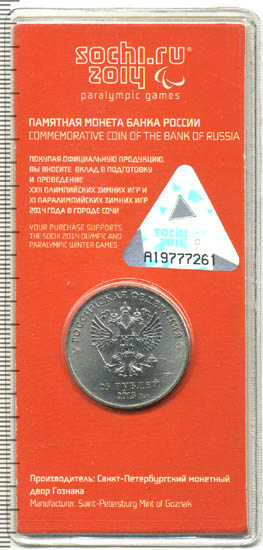 sochi.ru
2014
paralympic games
ПАМЯТНАЯ МОНЕТА БАНКА РОССИИ
COMMEMORATIVE COIN OF THE BANK OF RUSSIA
ПОКУПАЯ ОФИЦИАЛЬНУЮ ПРОДУКЦИЮ,
ВЫ ВНОСИТЕ ВКЛАД В ПОДГОТОВКУ
И ПРОВЕДЕНИЕ
XXII ОЛИМПИЙСКИХ ЗИМНИХ ИГР И
XI ПАРАЛИМПИЙСКИХ ЗИМНИХ ИГР
2014 ГОДА В ГОРОДЕ СОЧИ
YOUR PURCHASE SUPPORTS
THE SOCHI 2014 OLYMPIC AND
PARALYMPIC WINTER GAMES
sochi.ru
2014
A19777261
РОССИЙСКАЯ ФЕДЕРАЦИЯ
25 РУБЛЕЙ
2013
Производитель: Санкт-Петербургский монетный
двор Гознака
Manufacturer: Saint-Petersburg Mint of Goznak